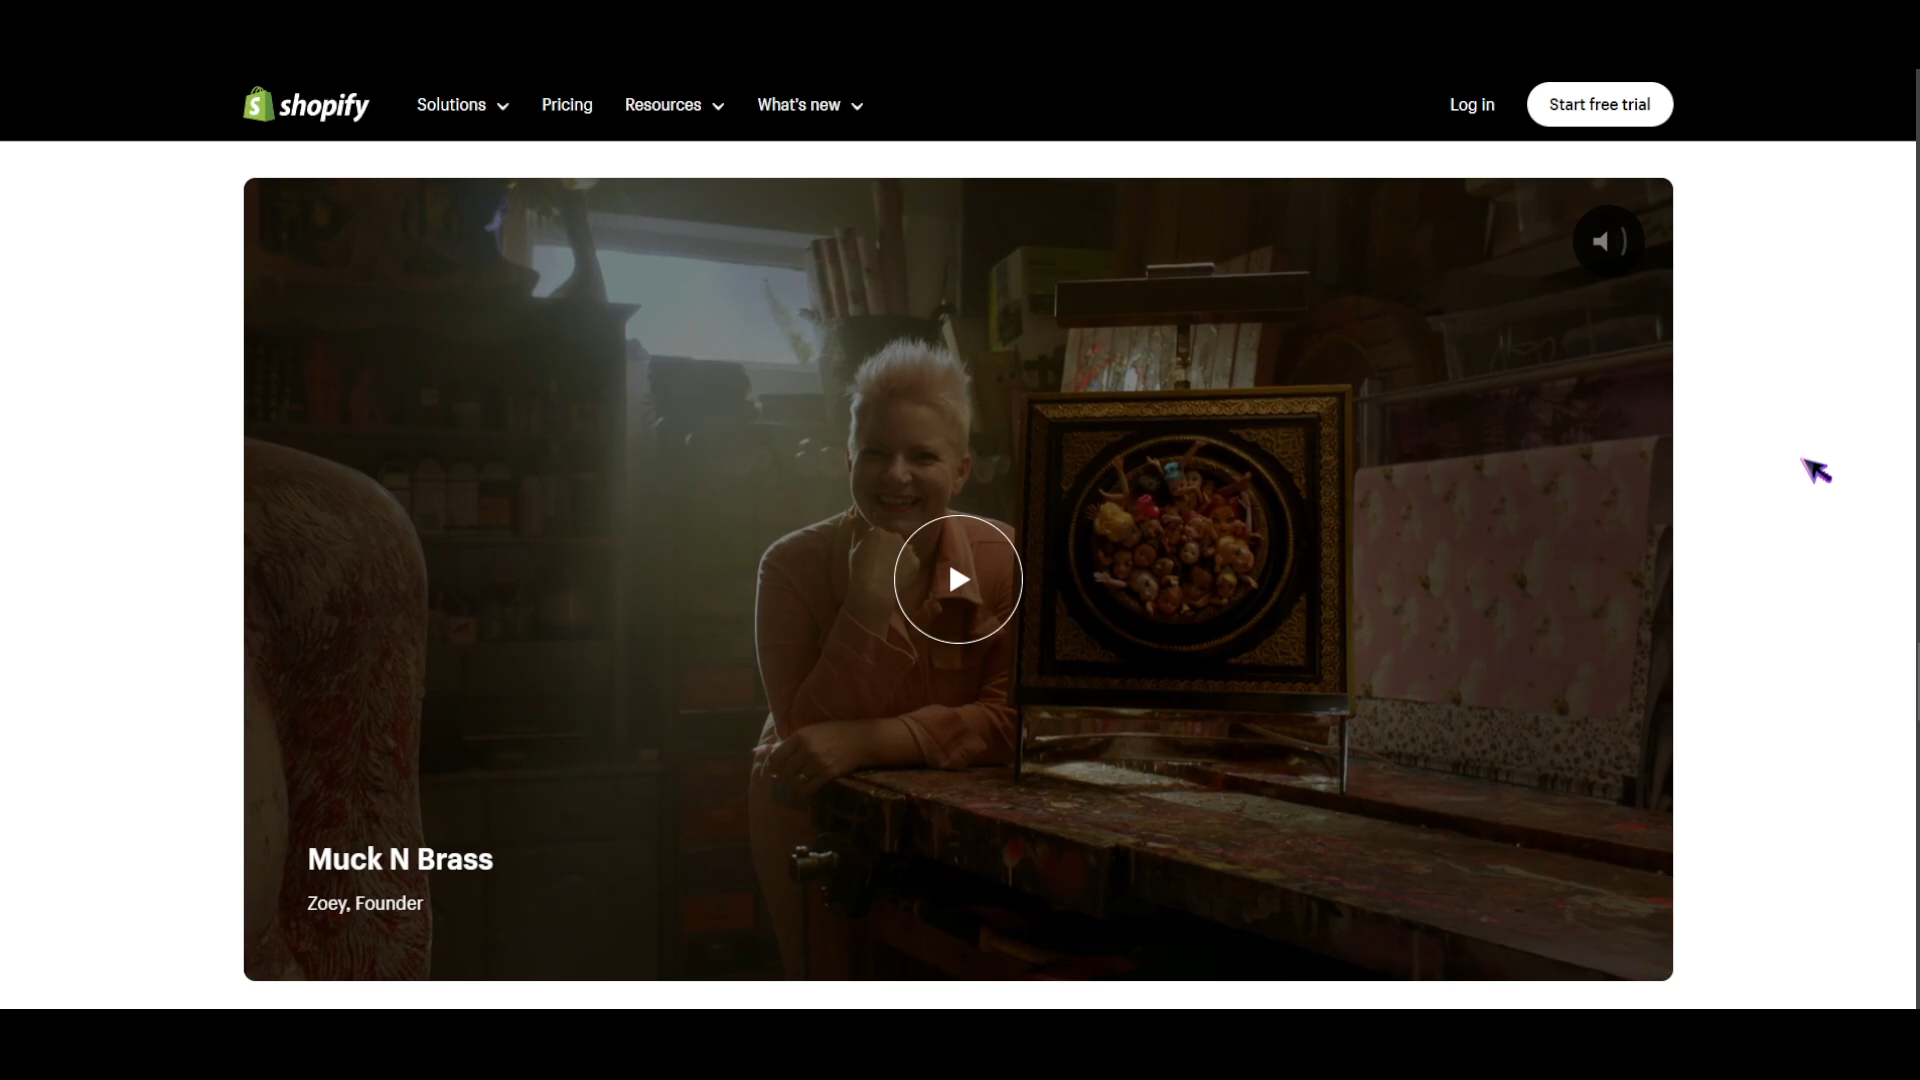 shopify
Solutions
Pricing
Resources
What's new
Log in
Start free trial
Muck N Brass
Zoey, Founder